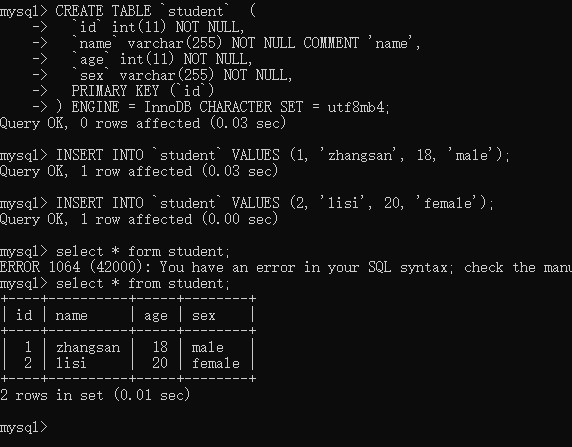 mysql> CREATE TABLE `student`  (
    ->   `id` int(11) NOT NULL,
    ->   `name` varchar(255) NOT NULL COMMENT 'name',
    ->   `age` int(11) NOT NULL,
    ->   `sex` varchar(255) NOT NULL,
    ->   PRIMARY KEY (`id`)
    -> ) ENGINE = InnoDB CHARACTER SET = utf8mb4;
Query OK, 0 rows affected (0.03 sec)

mysql> INSERT INTO `student` VALUES (1, 'zhangsan', 18, 'male');
Query OK, 1 row affected (0.03 sec)

mysql> INSERT INTO `student` VALUES (2, 'lisi', 20, 'female');
Query OK, 1 row affected (0.00 sec)

mysql> select * form student;
ERROR 1064 (42000): You have an error in your SQL syntax; check the manu
mysql> select * from student;
+----+----------+-----+--------+
| id | name     | age | sex    |
+----+----------+-----+--------+
|  1 | zhangsan |  18 | male   |
|  2 | lisi     |  20 | female |
+----+----------+-----+--------+
2 rows in set (0.01 sec)

mysql>